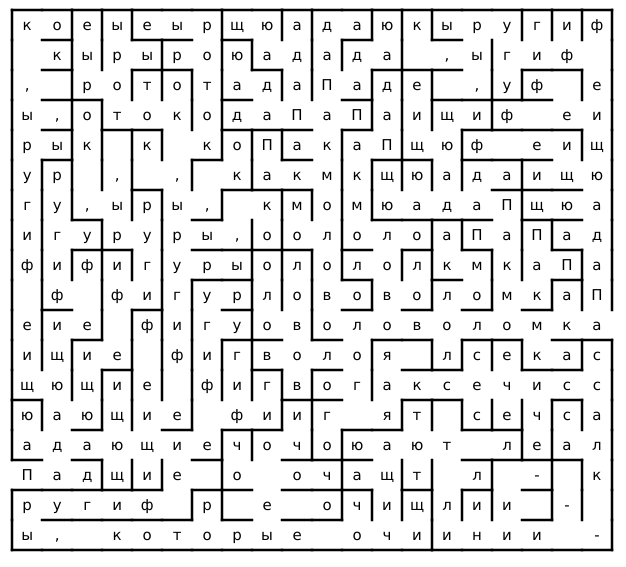 к о е ы е ы р щ ю а д а ю к ы р у г и ф
к ы р ы р о ю а д а д а , ы г и ф
, р о т о т а д а П а д е , у ф е
ы , о т о к о д а П а П а и щ и ф е и
р ы к к к о П а к а П щ ю ф е и щ
у р , , к а к м к щ ю а д а и щ ю
г у , ы р ы , к м о м ю а д а П щ ю а
и г у р у р ы , о о л о л о а П а П а д
ф и ф и г у р ы о л о л о л к м к а П а
ф ф и г у р л о в о в о л о м к а П
е и е ф и г у о в о л о в о л о м к а
и щ и е ф и г в о л о я л с е к а с
щ ю щ и е ф и г в о г а к с е ч и с с
ю а ю щ и е ф и и г я т с е ч с а
а д а ю щ и е ч о ч о ю а ю т л е а л
П а д щ и е о о ч а щ т л - к
р у г и ф р е о ч и щ л и и -
ы , к о т о р ы е о ч и и н и и -